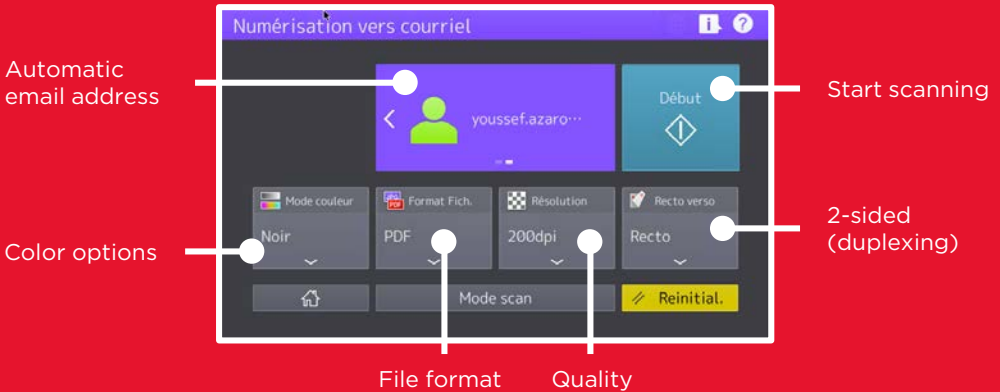 Numérisation vers courriel
Automatic
email address
youssef.azaro…
Début
Start scanning
Mode couleur
Format Fich.
PDF
Résolution
Recto verso
Color options
Noir
PDF
200dpi
Recto
2-sided
(duplexing)
Mode scan
Reinitial.
File format
Quality